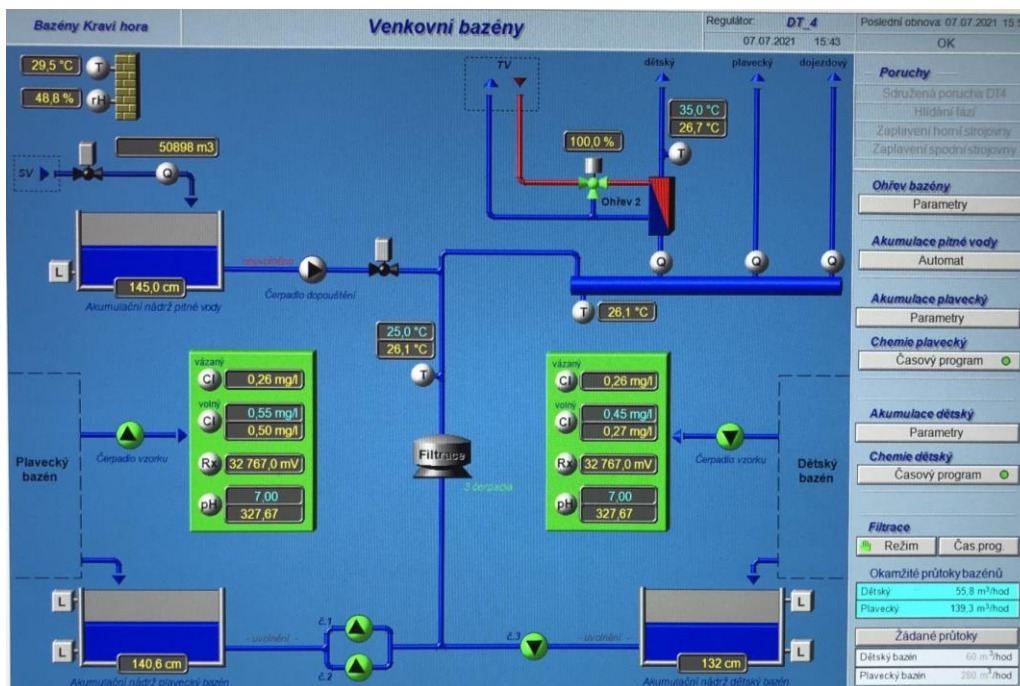 Bazény Kraví hora
Venkovní bazény
Regulátor: DT_4
07.07.2021 15:43
Poslední obnova: 07.07.2021
OK
29,5 °C
T
48,8 %
rH
50898 m3
SV
Q
L
145,0 cm
Akumulační nádrž pitné vody
neuvolněno
Čerpadlo dopouštění
TV
100,0 %
Ohřev 2
dětský
plavecký
dojezdový
35,0 °C
26,7 °C
T
Q
Q
Q
T
26,1 °C
25,0 °C
26,1 °C
T
Filtrace
3 čerpadla
Plavecký
bazén
Čerpadlo vzorku
vázaný
Cl
0,26 mg/l
volný
Cl
0,55 mg/l
0,50 mg/l
Rx
32 767,0 mV
pH
7,00
327,67
vázaný
Cl
0,26 mg/l
volný
Cl
0,45 mg/l
0,27 mg/l
Rx
32 767,0 mV
pH
7,00
327,67
Čerpadlo vzorku
Dětský
bazén
L
L
140,6 cm
Akumulační nádrž plavecký bazén
- uvolnění -
č.1
č.2
č.3
- uvolnění -
132 cm
Akumulační nádrž dětský bazén
L
L
Poruchy
Sdružená porucha DT4
Hlídání fází
Zaplavení horní strojovny
Zaplavení spodní strojovny
Ohřev bazény
Parametry
Akumulace pitné vody
Automat
Akumulace plavecký
Parametry
Chemie plavecký
Časový program
Akumulace dětský
Parametry
Chemie dětský
Časový program
Filtrace
Režim
Čas prog.
Okamžité průtoky bazénů
Dětský 55,8 m³/hod
Plavecký 139,3 m³/hod
Žádané průtoky
Dětský bazén 60 m³/hod
Plavecký bazén 280 m³/hod